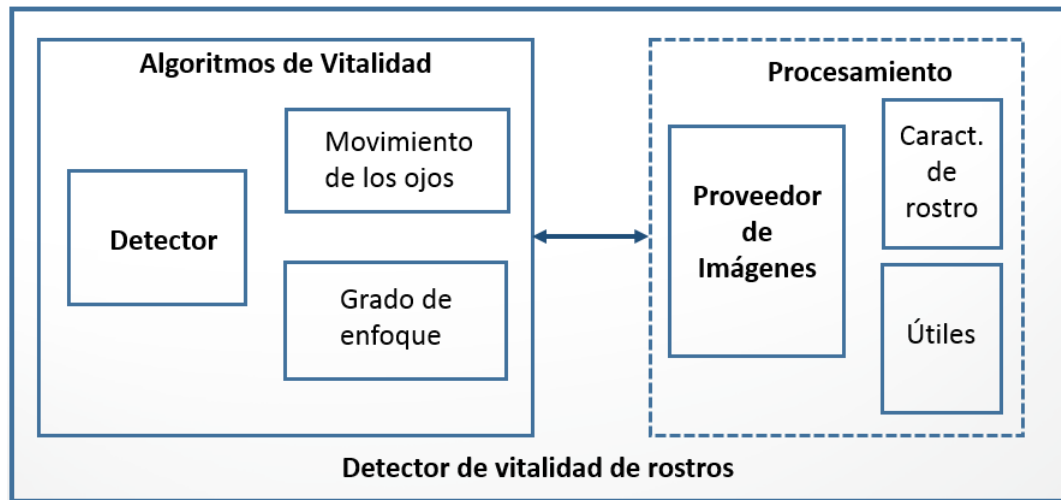 Algoritmos de Vitalidad
Detector
Movimiento
de los ojos
Grado de
enfoque
Procesamiento
Proveedor
de
Imágenes
Caract.
de
rostro
Útiles
Detector de vitalidad de rostros